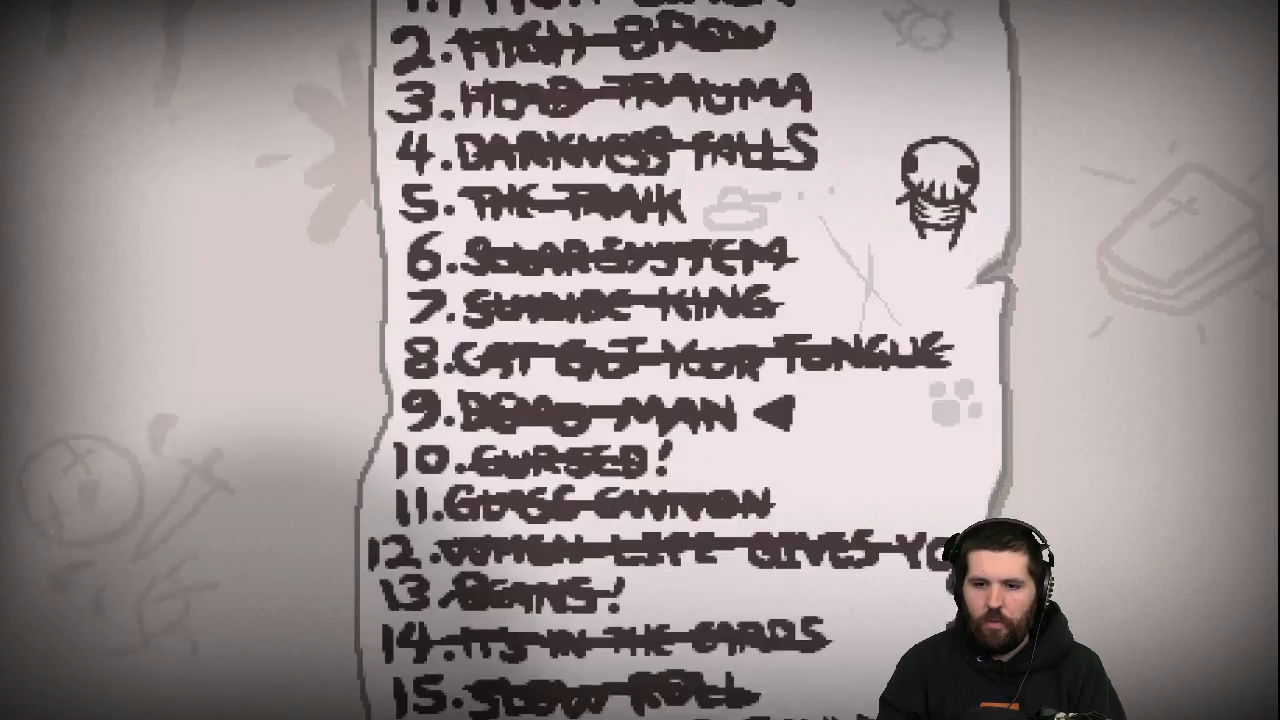 2. HIGH BROW
3. HEAD TRAUMA
4. DARKNESS FALLS
5. THE TANK
6. SOLAR SYSTEM
7. SUICIDE KING
8. CAT GOT YOUR TONGUE
9. DEMO MAN
10. CURSED!
11. GLASS CANNON
12. WHEN LIFE GIVES YO
13. BEANS!
14. IT'S IN THE CARDS
15. SLOW ROLL